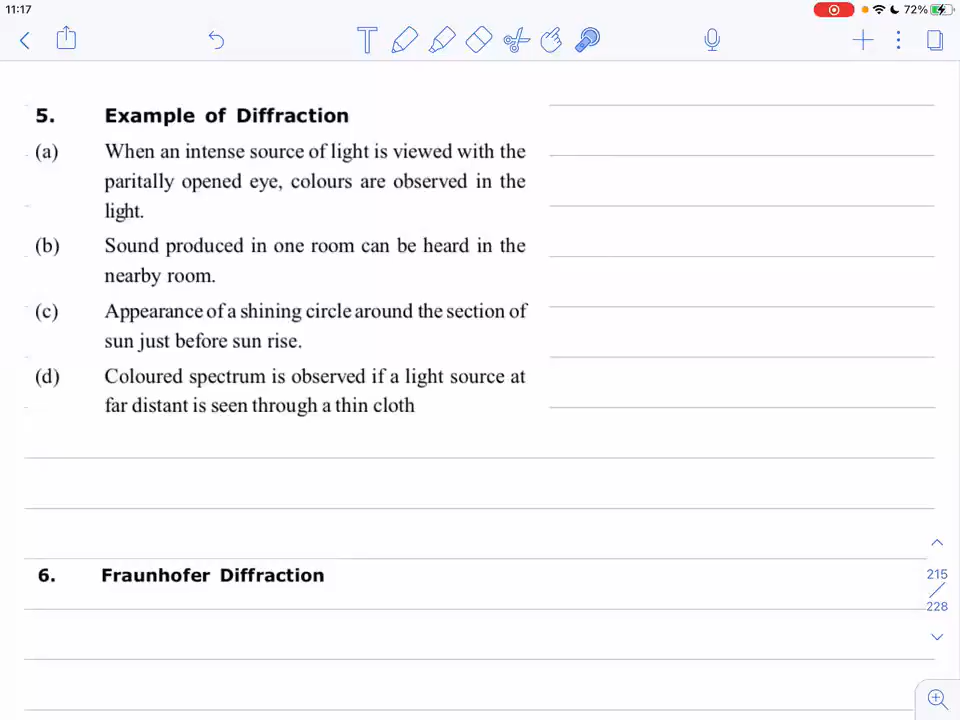 11:17
72%
5. Example of Diffraction
(a) When an intense source of light is viewed with the
paritally opened eye, colours are observed in the
light.
(b) Sound produced in one room can be heard in the
nearby room.
(c) Appearance of a shining circle around the section of
sun just before sun rise.
(d) Coloured spectrum is observed if a light source at
far distant is seen through a thin cloth
6. Fraunhofer Diffraction
215
228